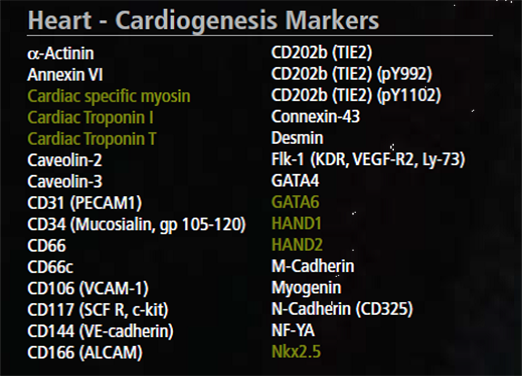 Heart - Cardiogenesis Markers
α-Actinin
Annexin VI
Cardiac specific myosin
Cardiac Troponin I
Cardiac Troponin T
Caveolin-2
Caveolin-3
CD31 (PECAM1)
CD34 (Mucosialin, gp 105-120)
CD66
CD66c
CD106 (VCAM-1)
CD117 (SCF R, c-kit)
CD144 (VE-cadherin)
CD166 (ALCAM)
CD202b (TIE2)
CD202b (TIE2) (pY992)
CD202b (TIE2) (pY1102)
Connexin-43
Desmin
Flk-1 (KDR, VEGF-R2, Ly-73)
GATA4
GATA6
HAND1
HAND2
M-Cadherin
Myogenin
N-Cadherin (CD325)
NF-YA
Nkx2.5